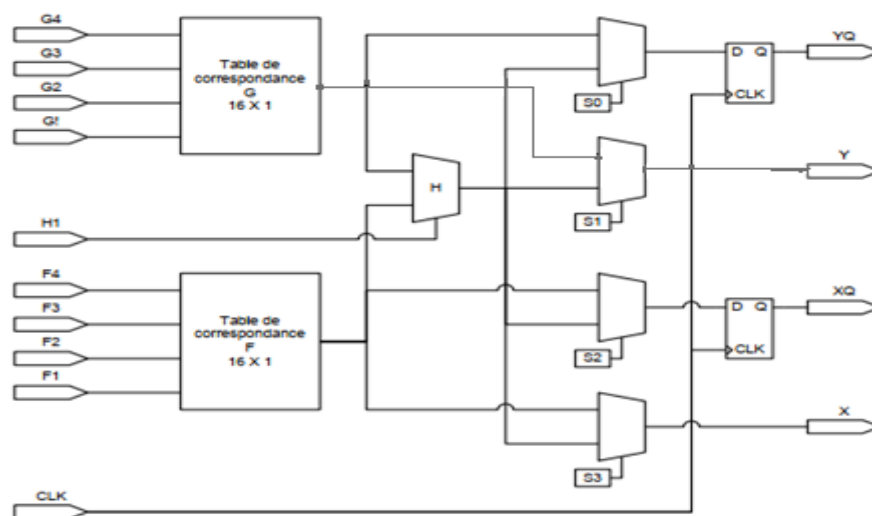 G4
G3
G2
G!
Table de
correspondance
G
16 X 1
S0
D Q
CLK
YQ
H
S1
Y
H1
F4
F3
F2
F1
Table de
correspondance
F
16 X 1
S2
D Q
CLK
XQ
S3
X
CLK